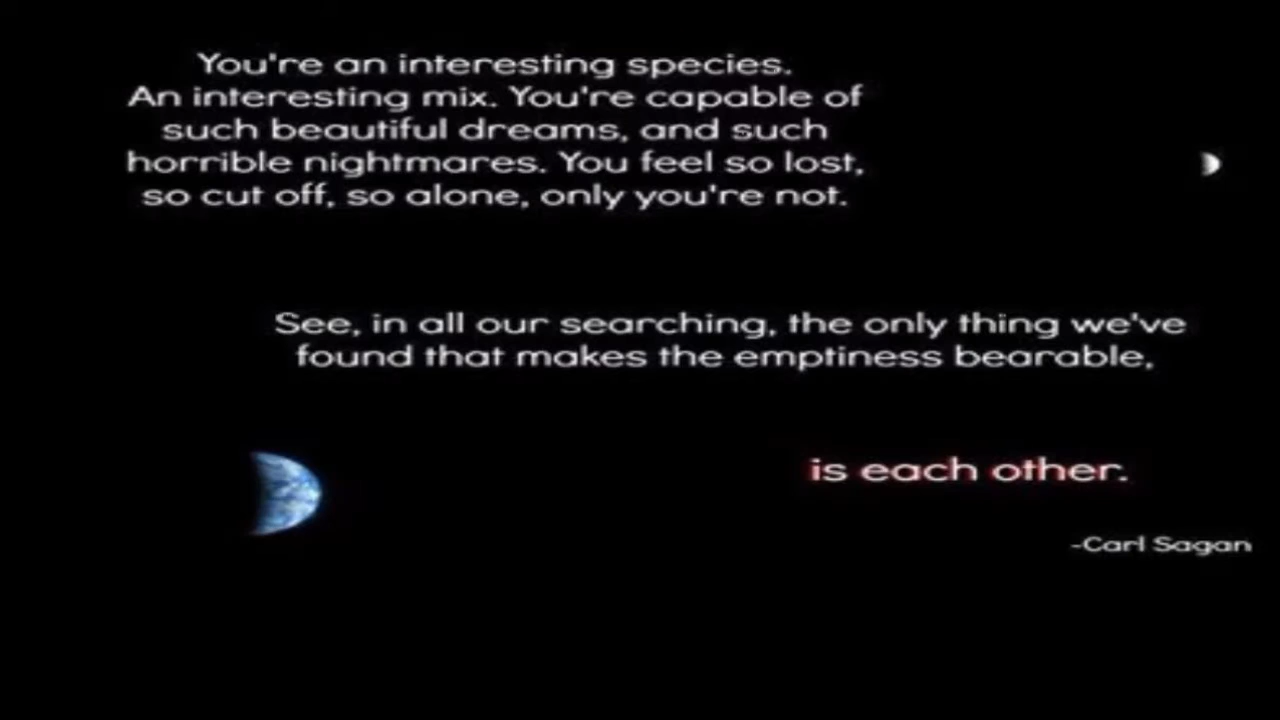 You're an interesting species.
An interesting mix. You're capable of
such beautiful dreams, and such
horrible nightmares. You feel so lost,
so cut off, so alone, only you're not.
See, in all our searching, the only thing we've
found that makes the emptiness bearable,
is each other.
-Carl Sagan